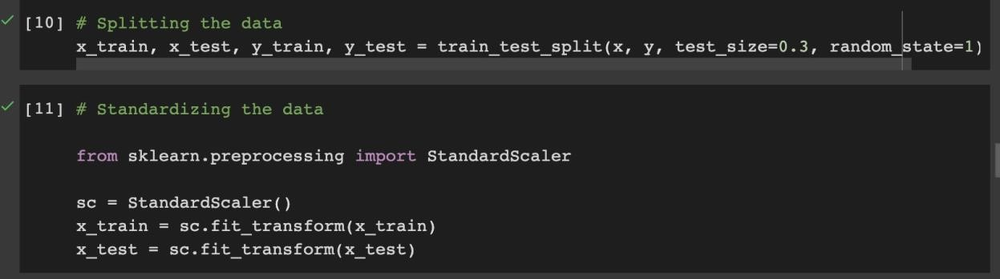 [10] # Splitting the data
x_train, x_test, y_train, y_test = train_test_split(x, y, test_size=0.3, random_state=1)
[11] # Standardizing the data
from sklearn.preprocessing import StandardScaler
sc = StandardScaler()
x_train = sc.fit_transform(x_train)
x_test = sc.fit_transform(x_test)